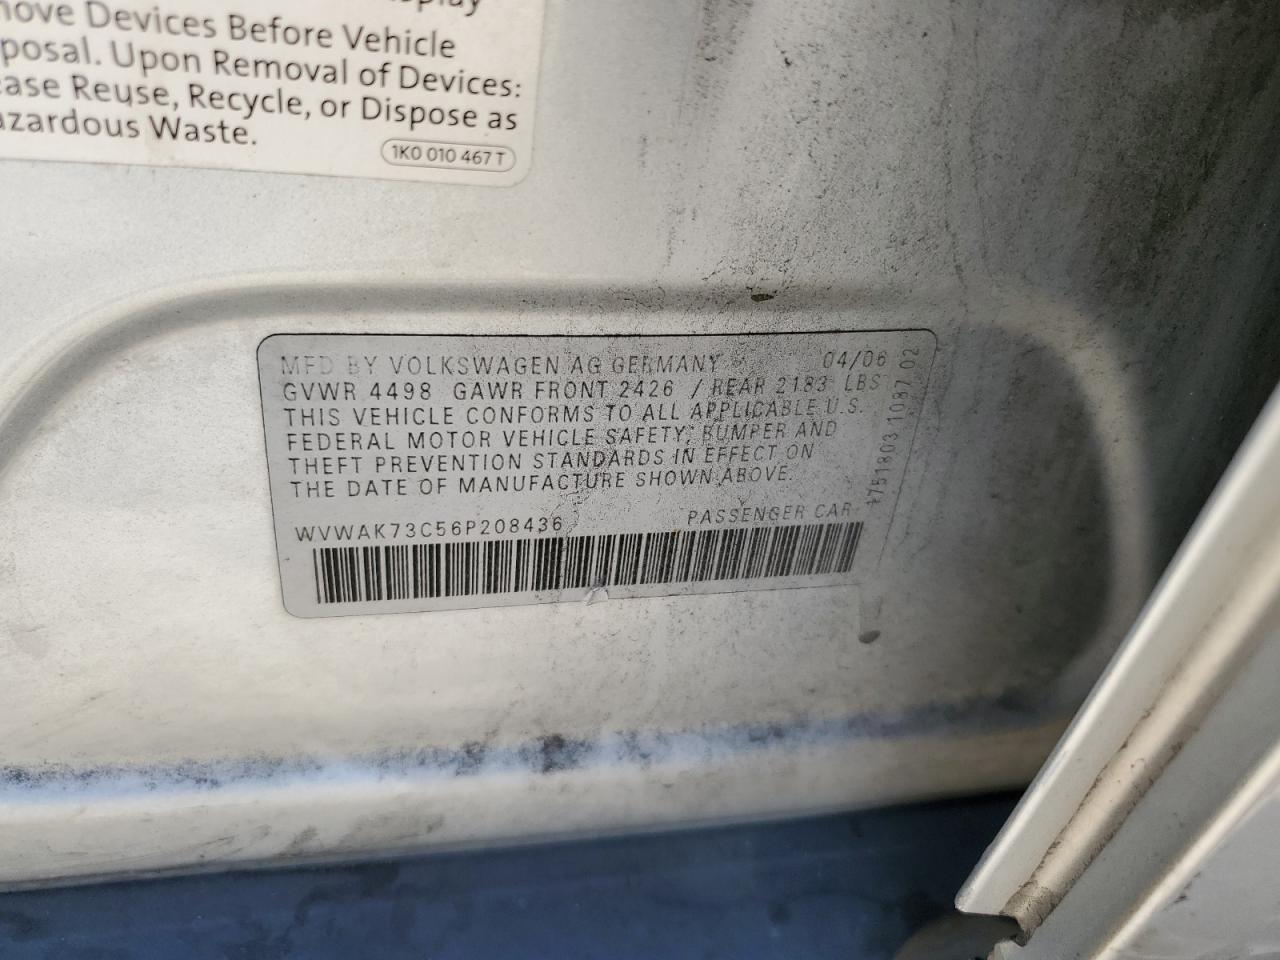 move Devices Before Vehicle
posal. Upon Removal of Devices:
ease Reuse, Recycle, or Dispose as
azardous Waste.
1K0 010 467 T
MFD BY VOLKSWAGEN AG GERMANY 04/06
GVWR 4498 GAWR FRONT 2426 / REAR 2183 LBS
THIS VEHICLE CONFORMS TO ALL APPLICABLE U.S.
FEDERAL MOTOR VEHICLE SAFETY, BUMPER AND
THEFT PREVENTION STANDARDS IN EFFECT ON
THE DATE OF MANUFACTURE SHOWN ABOVE.
WVWAK73C56P208436 PASSENGER CAR
1751803 1087 02